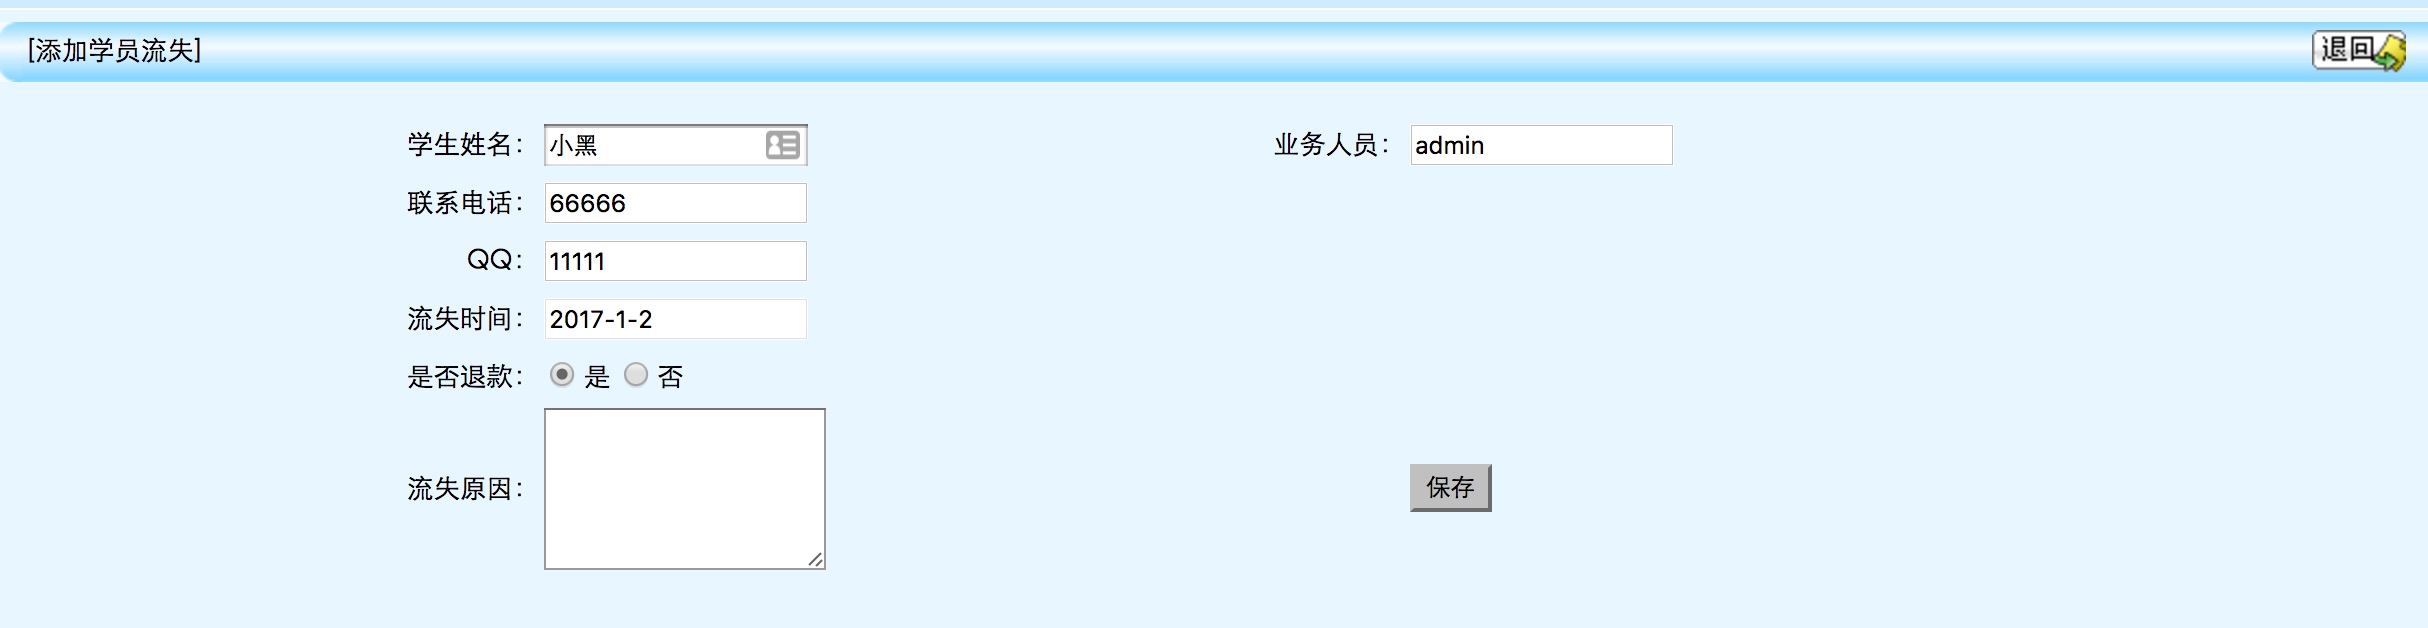 [添加学员流失] 退回
学生姓名： 小黑 业务人员： admin
联系电话： 66666
QQ： 11111
流失时间： 2017-1-2
是否退款： 是 否
流失原因： 保存